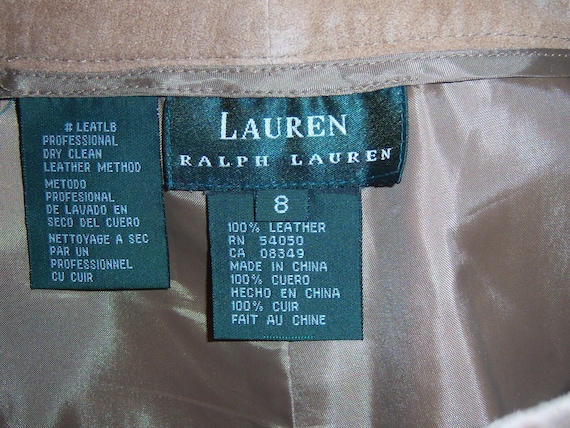 # LEATLB
PROFESSIONAL
DRY CLEAN
LEATHER METHOD
METODO
PROFESIONAL
DE LAVADO EN
SECO DEL CUERO
NETTOYAGE A SEC
PAR UN
PROFESSIONNEL
CU CUIR
LAUREN
RALPH LAUREN
8
100% LEATHER
RN 54050
CA 08349
MADE IN CHINA
100% CUERO
HECHO EN CHINA
100% CUIR
FAIT AU CHINE